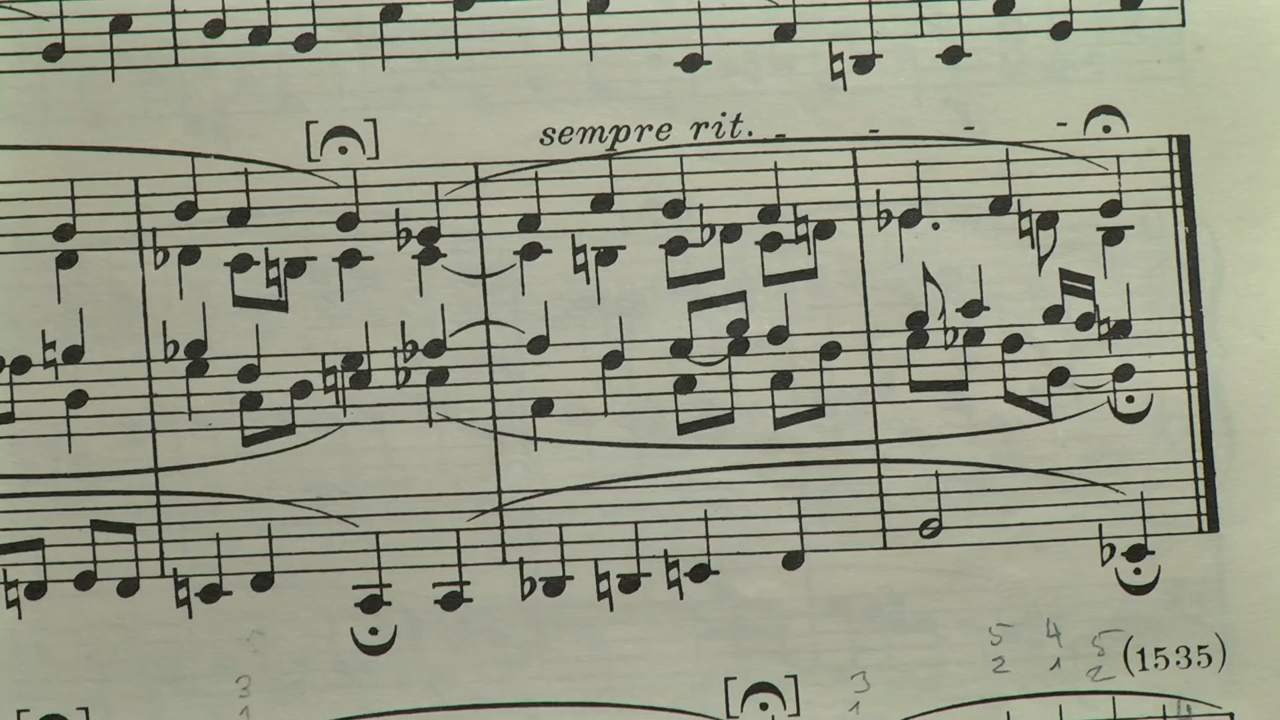 sempre rit. - - - -
5 4 5 (1535)
2 1 2
3 3
1 1